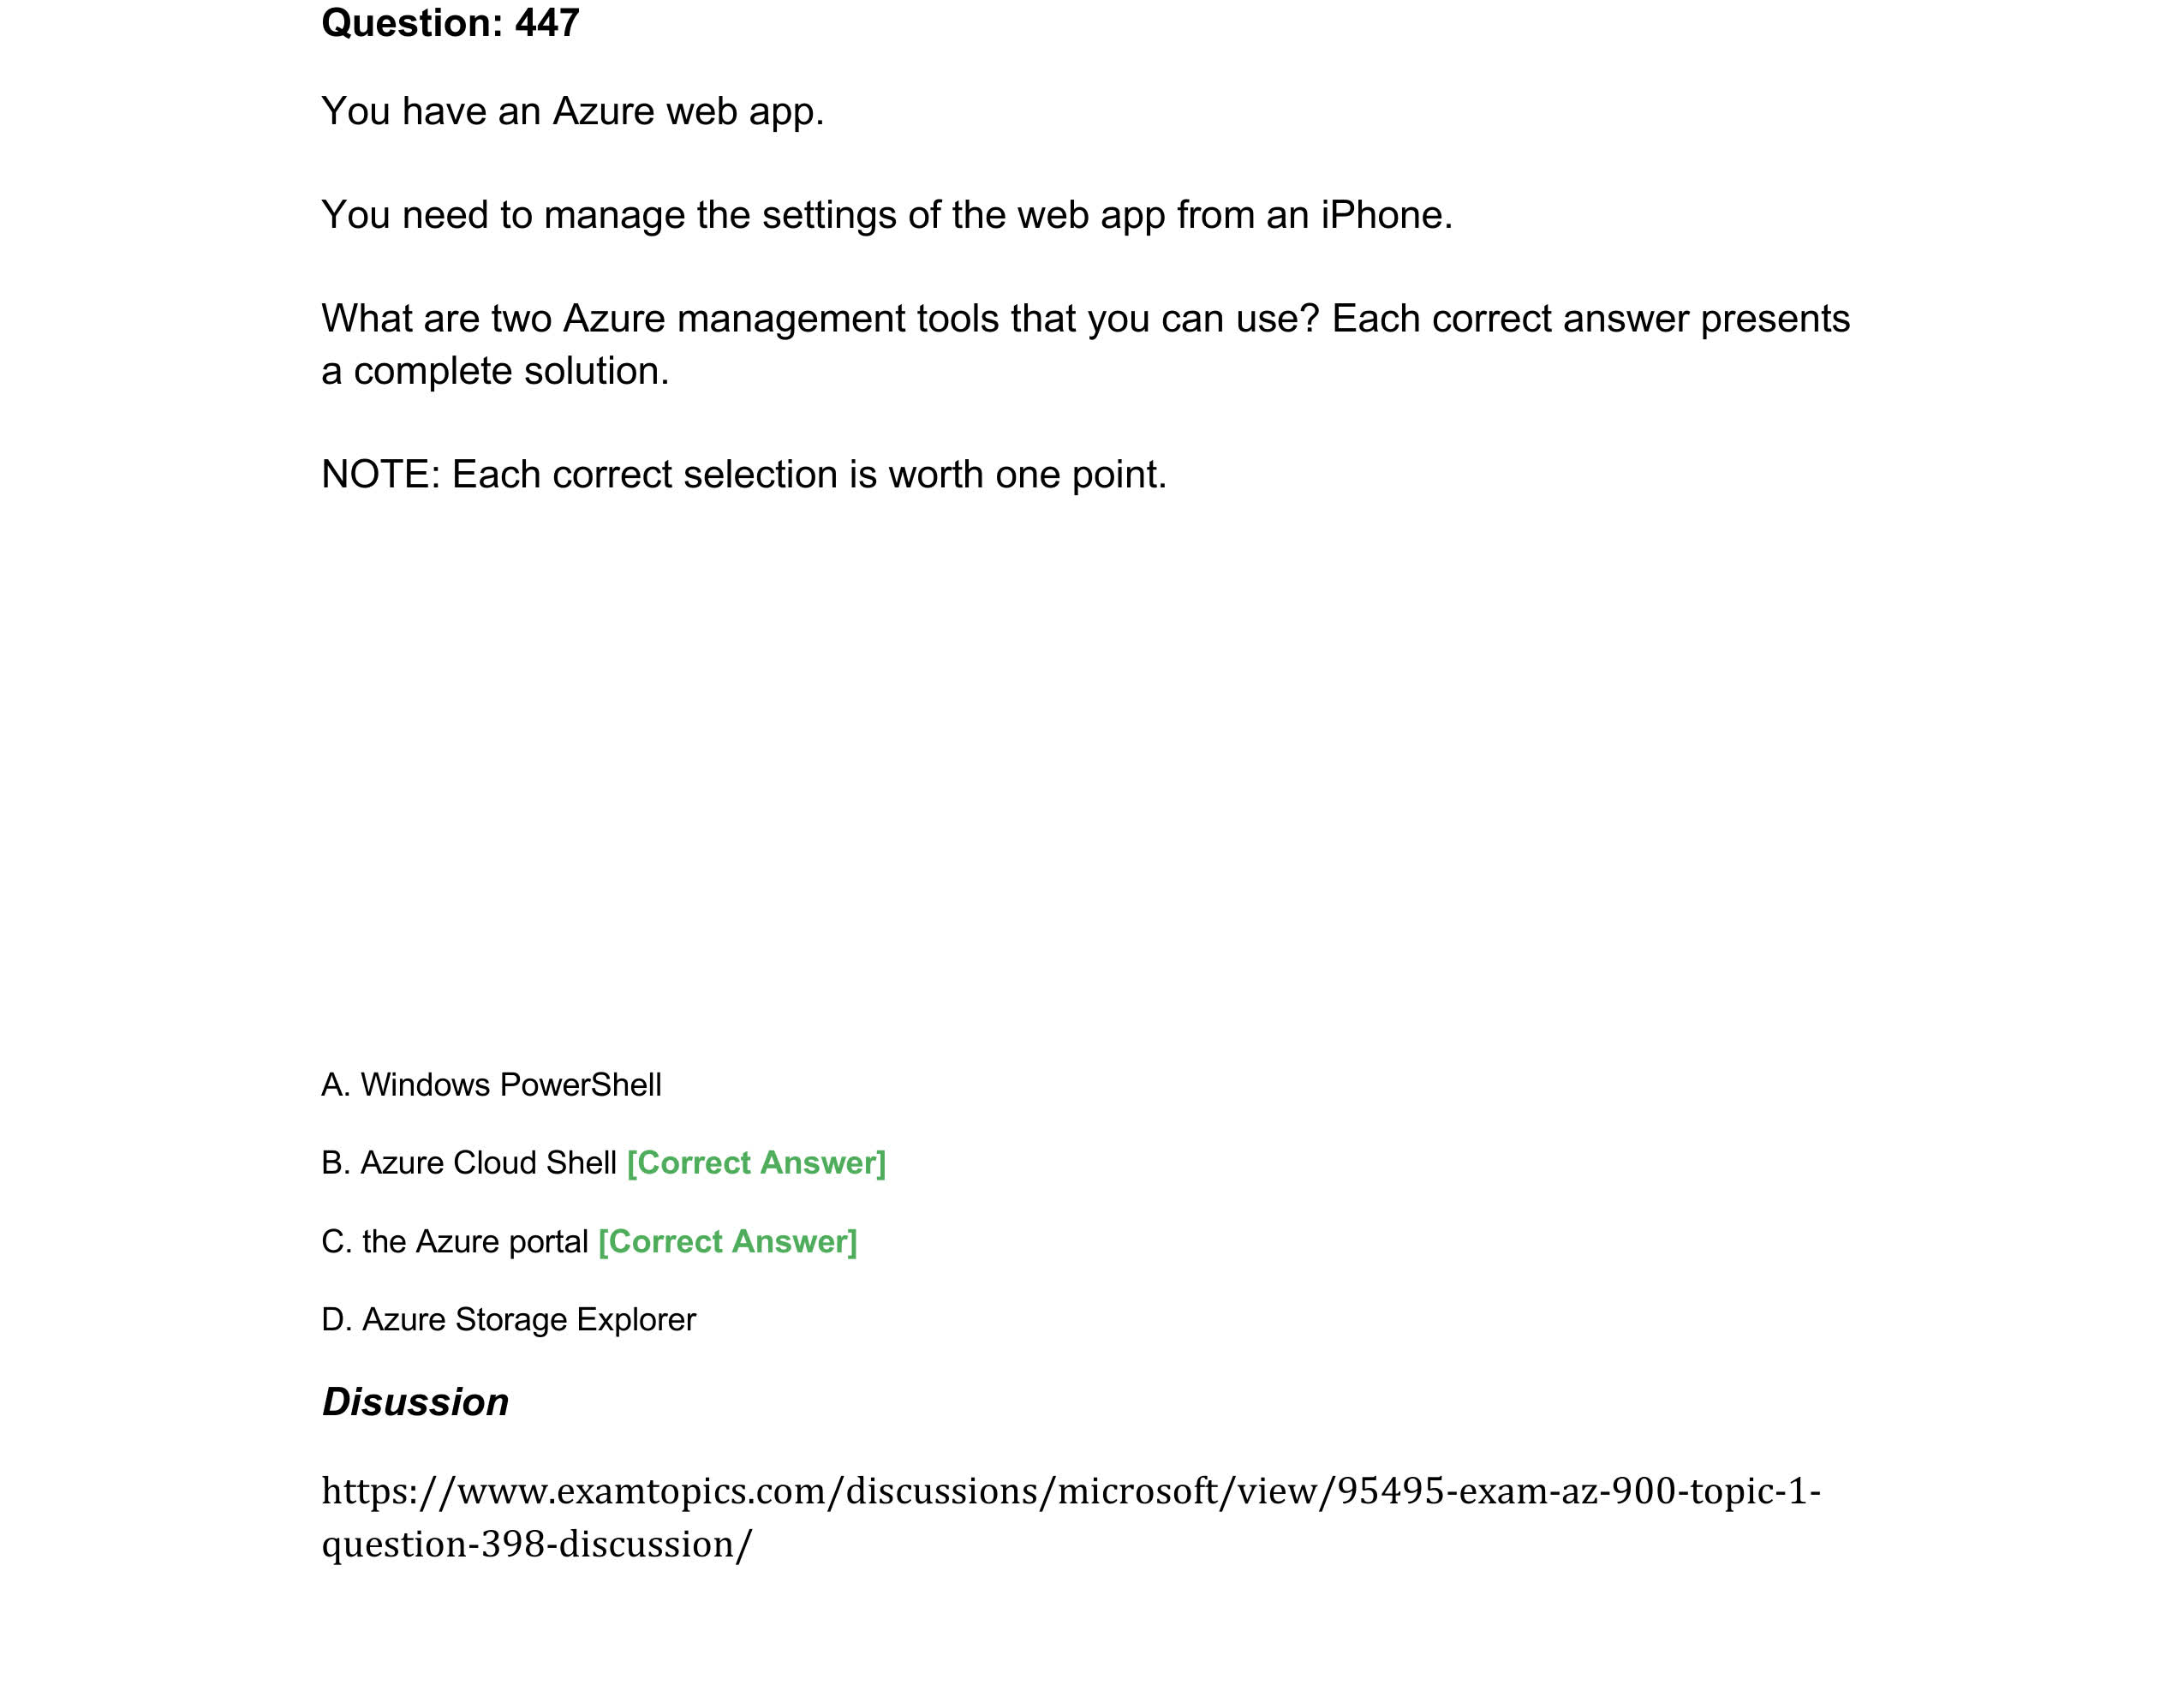 Question: 447
You have an Azure web app.
You need to manage the settings of the web app from an iPhone.
What are two Azure management tools that you can use? Each correct answer presents
a complete solution.
NOTE: Each correct selection is worth one point.
A. Windows PowerShell
B. Azure Cloud Shell [Correct Answer]
C. the Azure portal [Correct Answer]
D. Azure Storage Explorer
Disussion
https://www.examtopics.com/discussions/microsoft/view/95495-exam-az-900-topic-1-
question-398-discussion/